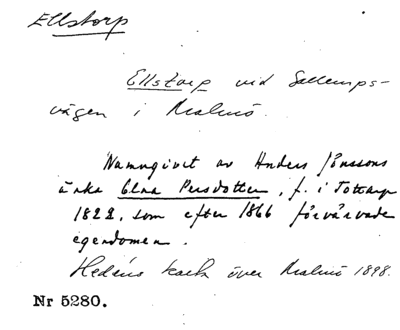 Ellstorp
Ellstorp vid Sallerups-
vägen i Malmö.
Namngivet av Anders Jönssons
änka Elna Persdotter, f. i Tottarp
1822, som efter 1866 förvärvade
egendomen.
Hedéns karta över Malmö 1898.
Nr 5280.